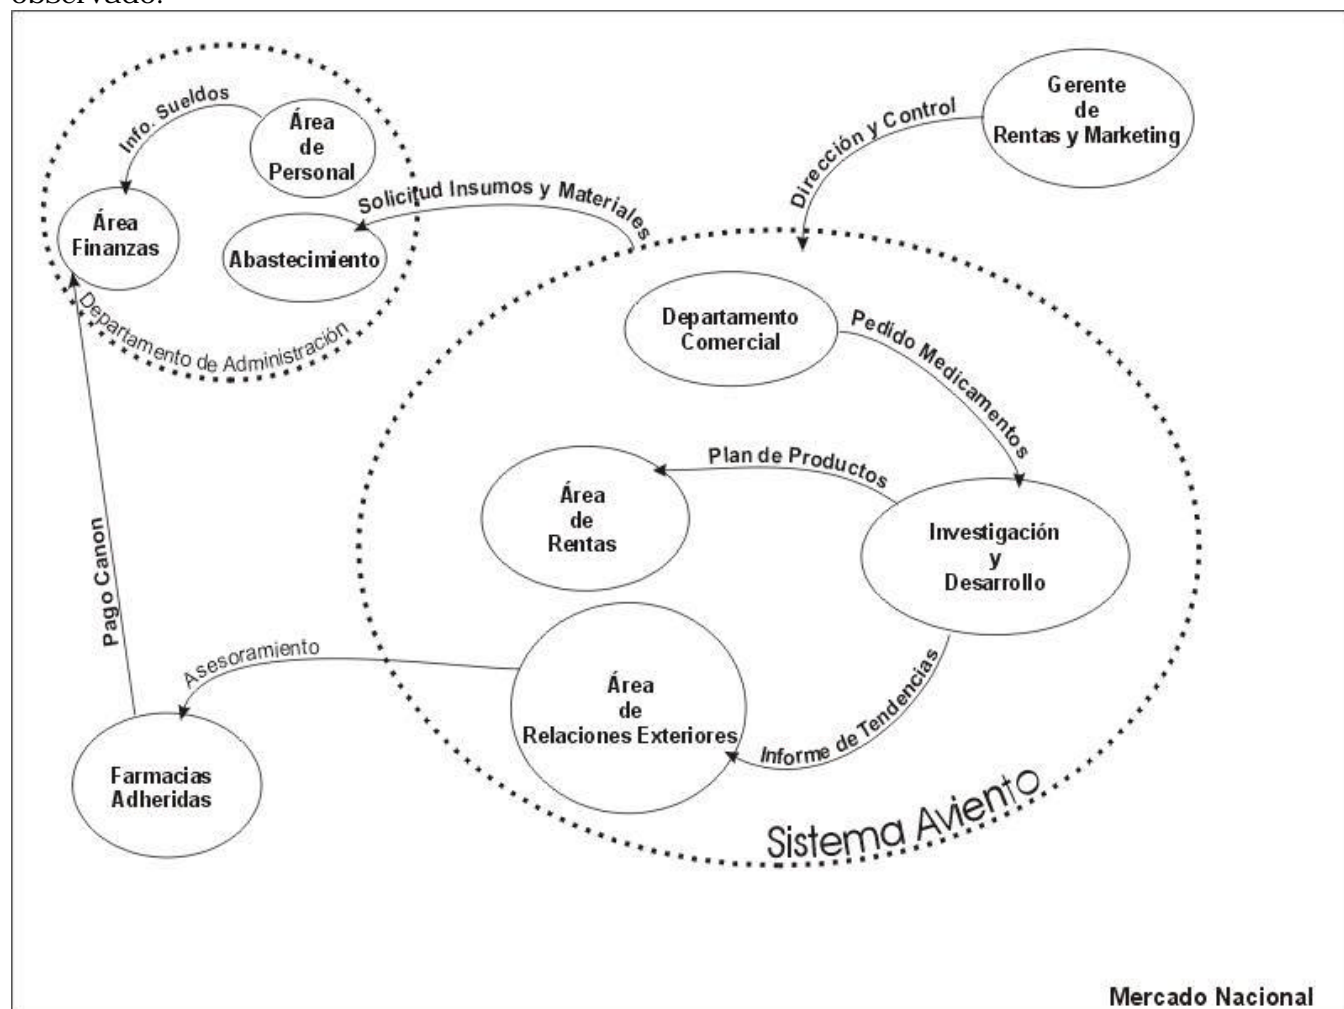 observado.
Info. Sueldos
Área
de
Personal
Área
Finanzas
Abastecimiento
Departamento de Administración
Solicitud Insumos y Materiales
Dirección y Control
Gerente
de
Rentas y Marketing
Departamento
Comercial
Pedido Medicamentos
Plan de Productos
Área
de
Rentas
Investigación
y
Desarrollo
Pago Canon
Asesoramiento
Área
de
Relaciones Exteriores
Informe de Tendencias
Farmacias
Adheridas
Sistema Aviento
Mercado Nacional